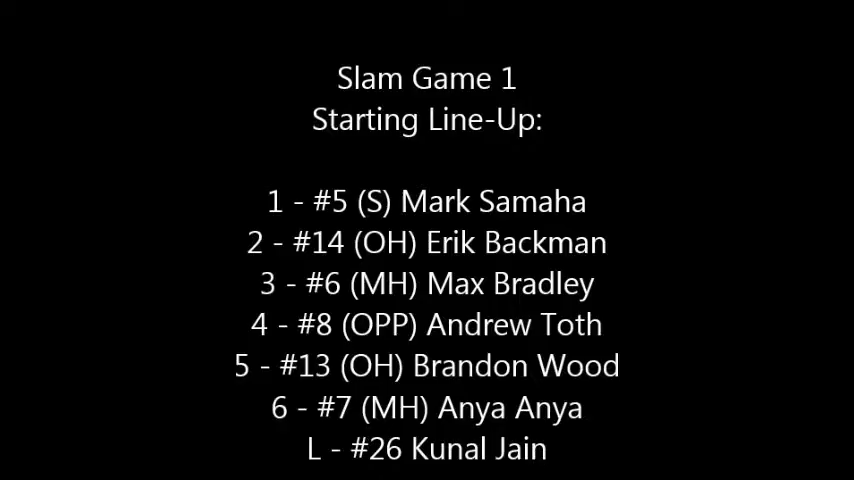 Slam Game 1
Starting Line-Up:
1 - #5 (S) Mark Samaha
2 - #14 (OH) Erik Backman
3 - #6 (MH) Max Bradley
4 - #8 (OPP) Andrew Toth
5 - #13 (OH) Brandon Wood
6 - #7 (MH) Anya Anya
L - #26 Kunal Jain